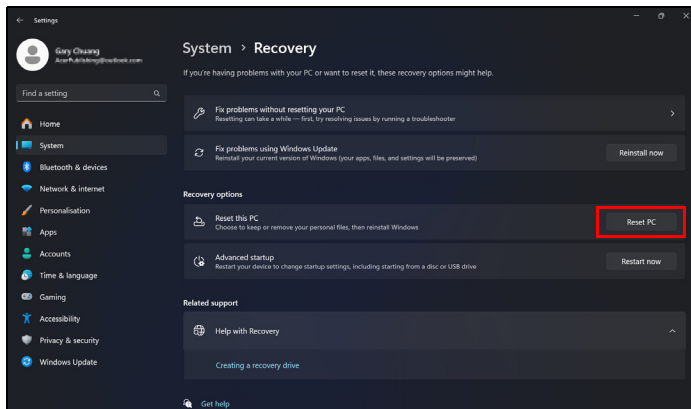 Settings
Gary Chuang
AcerPublishing@outlook.com
Find a setting
Home
System
Bluetooth & devices
Network & internet
Personalisation
Apps
Accounts
Time & language
Gaming
Accessibility
Privacy & security
Windows Update
System > Recovery
If you're having problems with your PC or want to reset it, these recovery options might help.
Fix problems without resetting your PC
Resetting can take a while — first, try resolving issues by running a troubleshooter
Fix problems using Windows Update
Reinstall your current version of Windows (your apps, files, and settings will be preserved)
Reinstall now
Recovery options
Reset this PC
Choose to keep or remove your personal files, then reinstall Windows
Reset PC
Advanced startup
Restart your device to change startup settings, including starting from a disc or USB drive
Restart now
Related support
Help with Recovery
Creating a recovery drive
Get help